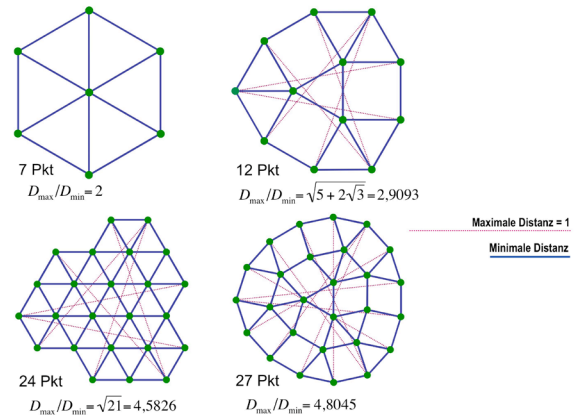 7 Pkt
D_max/D_min = 2
12 Pkt
D_max/D_min = √(5 + 2√3) = 2,9093
Maximale Distanz = 1
Minimale Distanz
24 Pkt
D_max/D_min = √21 = 4,5826
27 Pkt
D_max/D_min = 4,8045